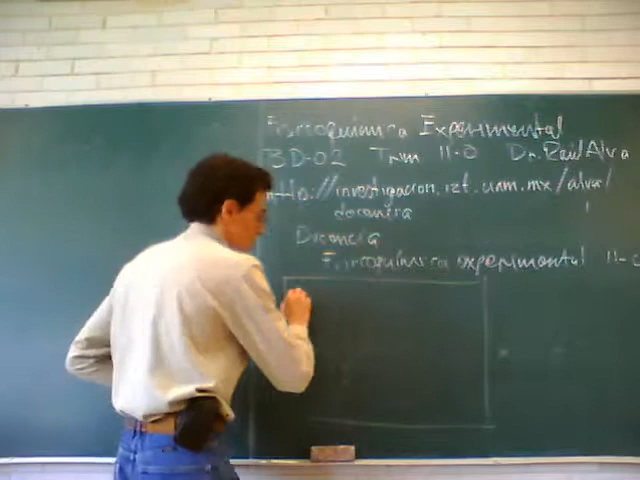 Fisicoquímica Experimental
BD-02 Trim 11-O Dr. Raúl Alva
http://investigacion.izt.uam.mx/alva/
docencia
Docencia
Fisicoquímica experimental 11-